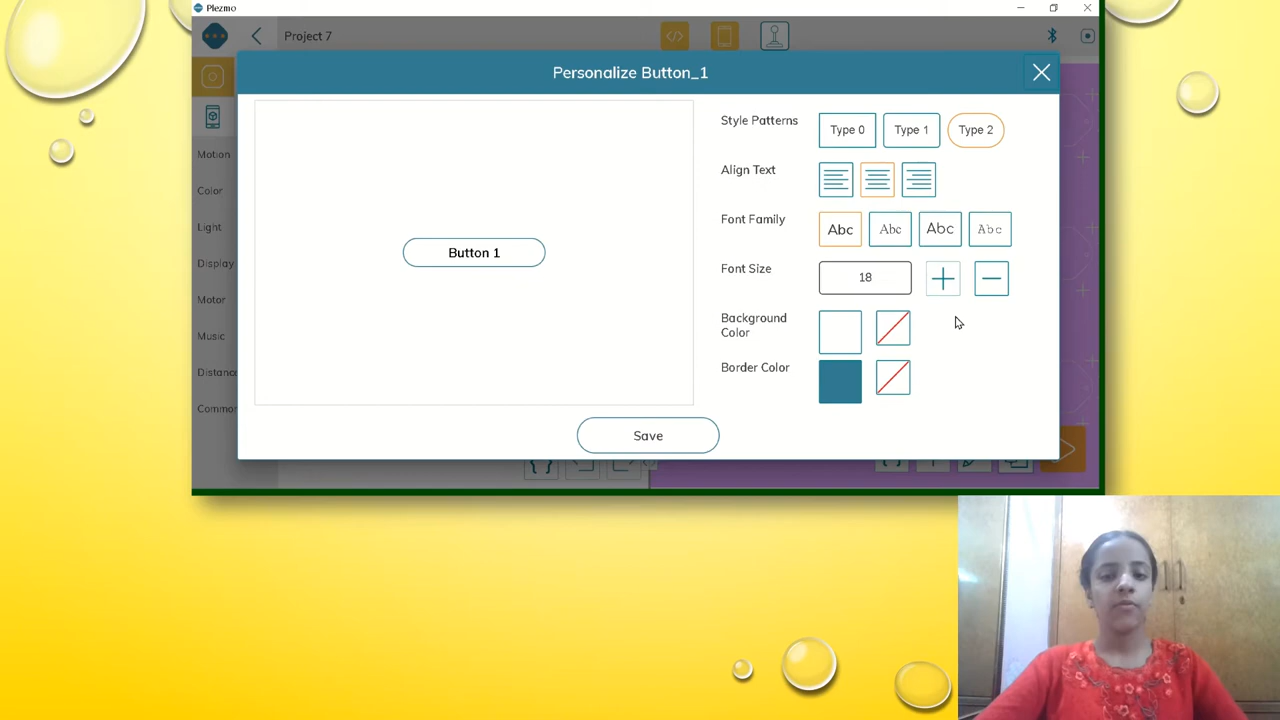 Plezmo
Project 7
Personalize Button_1
Motion
Color
Light
Display
Motor
Music
Distance
Common
Button 1
Style Patterns
Type 0
Type 1
Type 2
Align Text
Font Family
Abc
Abc
Abc
Abc
Font Size
18
Background
Color
Border Color
Save